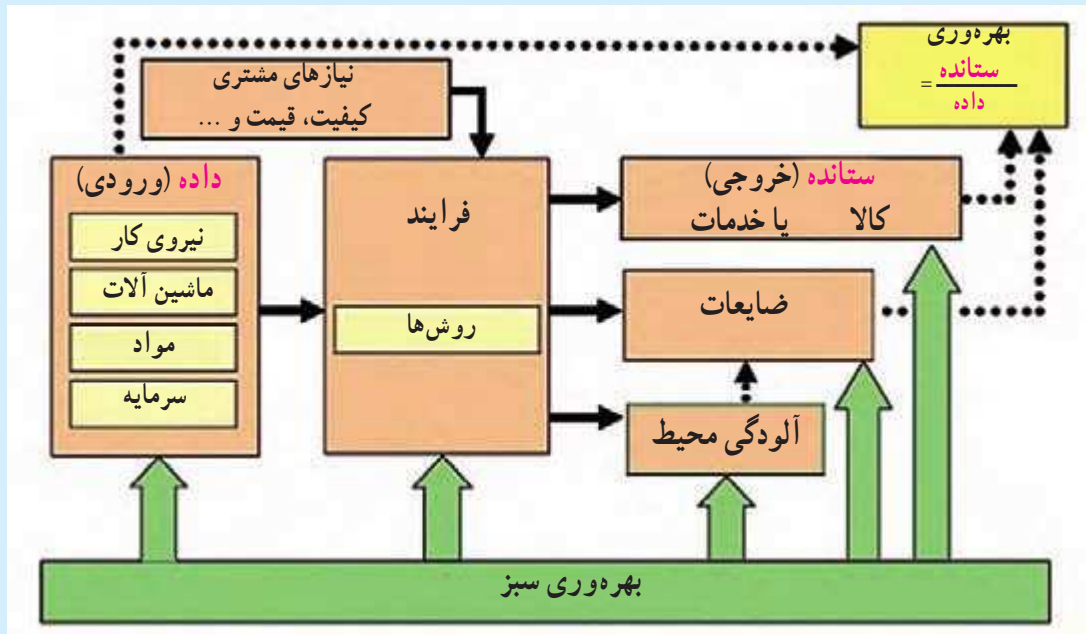 بهره‌وری
= ستانده
داده
نیازهای مشتری
کیفیت، قیمت و ...
داده (ورودی)
نیروی کار
ماشین آلات
مواد
سرمایه
فرایند
روش‌ها
ستانده (خروجی)
کالا یا خدمات
ضایعات
آلودگی محیط
بهره‌وری سبز